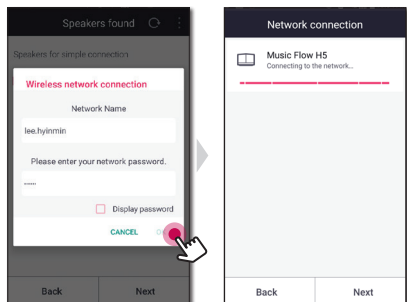 Speakers found
Speakers for simple connection
Wireless network connection
Network Name
lee.hyinmin
Please enter your network password.
······
Display password
CANCEL
Back
Next
Network connection
Music Flow H5
Connecting to the network..
Back
Next